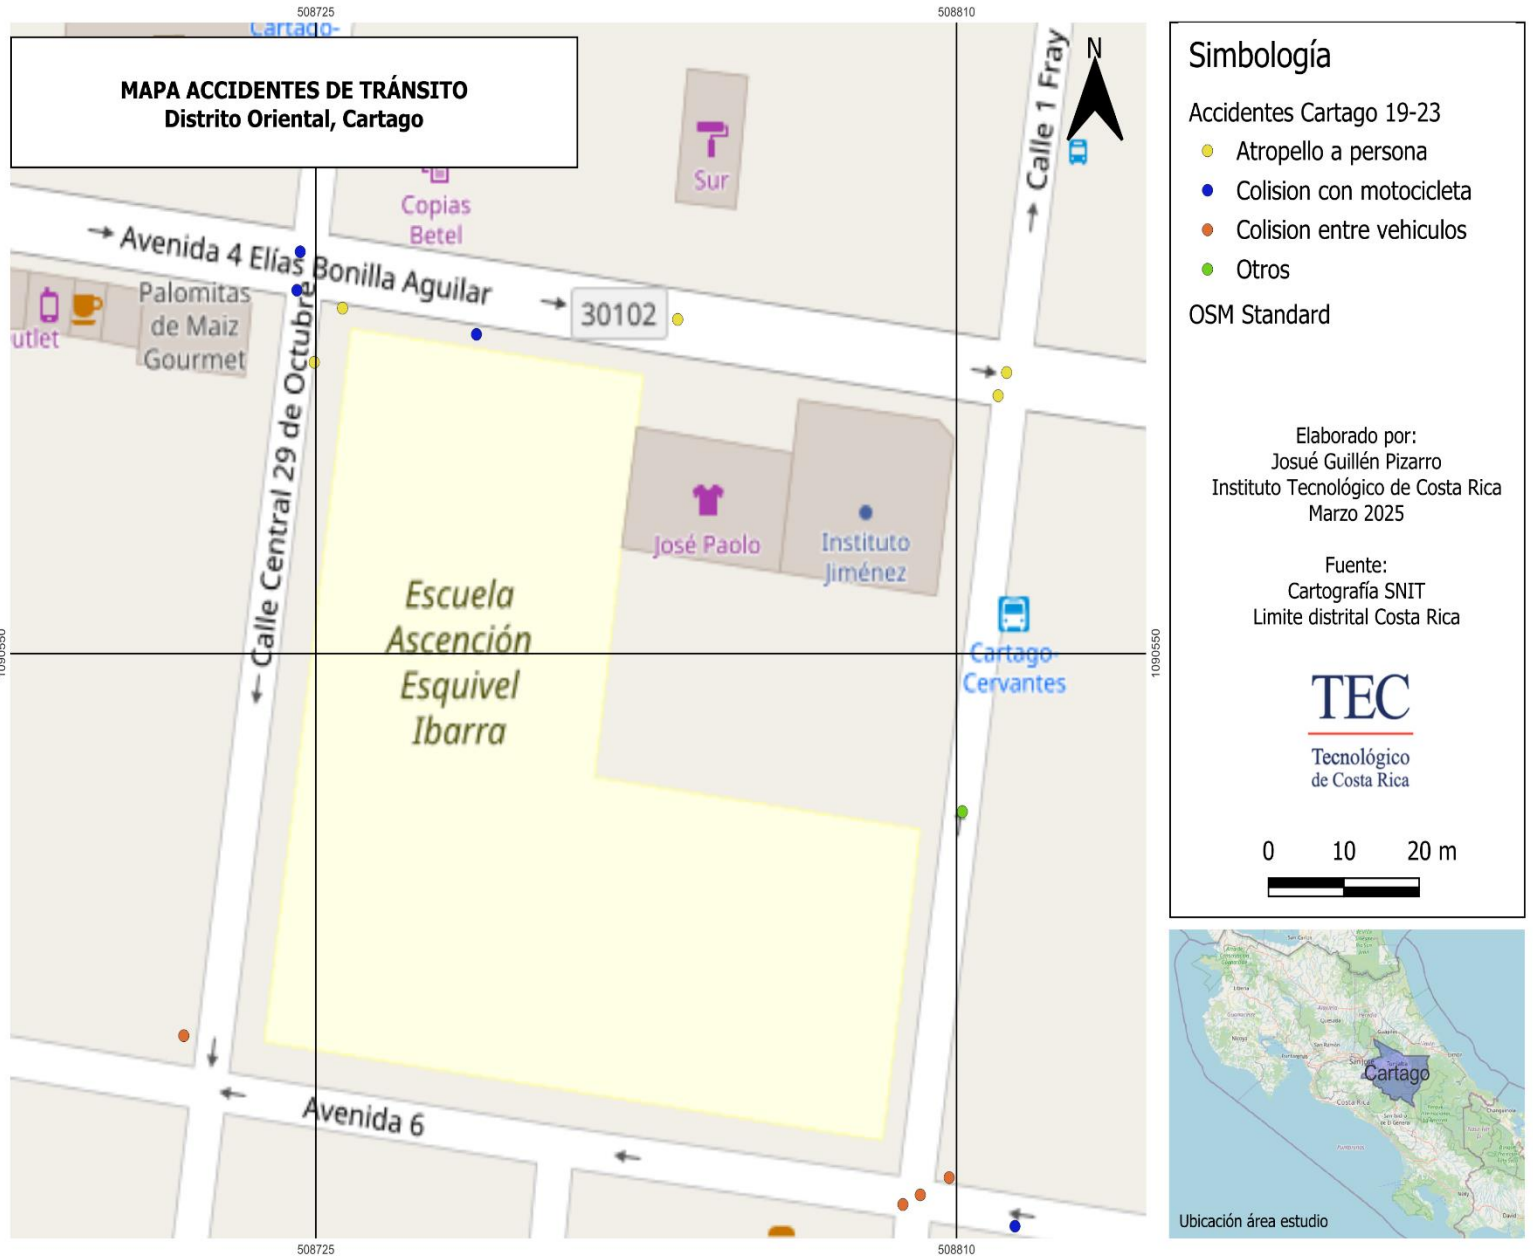 508725
508810
Cartago-
MAPA ACCIDENTES DE TRÁNSITO
Distrito Oriental, Cartago
Copias
Betel
Sur
Calle 1 Fray
N
Avenida 4 Elías Bonilla Aguilar
30102
Palomitas
de Maiz
Gourmet
utlet
Calle Central 29 de Octubre
José Paolo
Instituto
Jiménez
Escuela
Ascención
Esquivel
Ibarra
Cartago-
Cervantes
1090550
1090550
Avenida 6
508725
508810
Simbología
Accidentes Cartago 19-23
Atropello a persona
Colision con motocicleta
Colision entre vehiculos
Otros
OSM Standard
Elaborado por:
Josué Guillén Pizarro
Instituto Tecnológico de Costa Rica
Marzo 2025
Fuente:
Cartografía SNIT
Limite distrital Costa Rica
TEC
Tecnológico
de Costa Rica
0 10 20 m
Cartago
Costa Rica
Ubicación área estudio